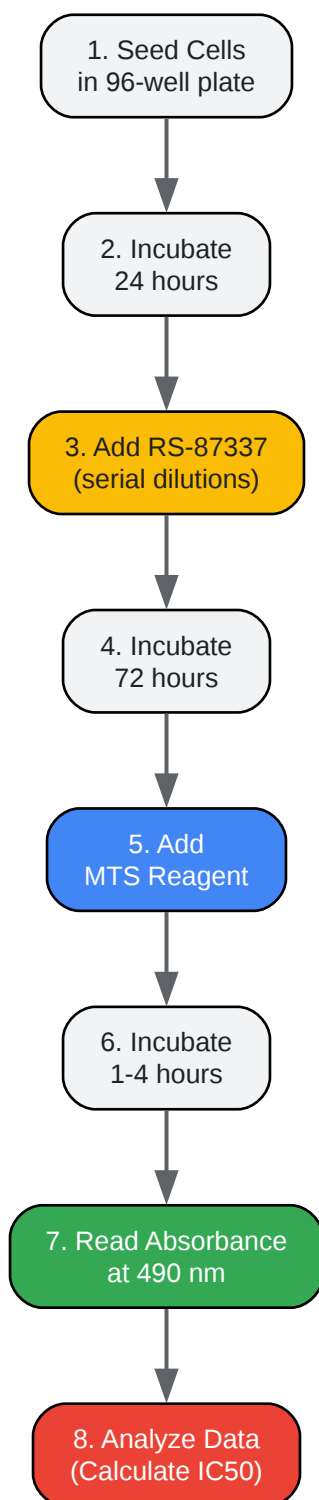 1. Seed Cells
in 96-well plate
2. Incubate
24 hours
3. Add RS-87337
(serial dilutions)
4. Incubate
72 hours
5. Add
MTS Reagent
6. Incubate
1-4 hours
7. Read Absorbance
at 490 nm
8. Analyze Data
(Calculate IC50)